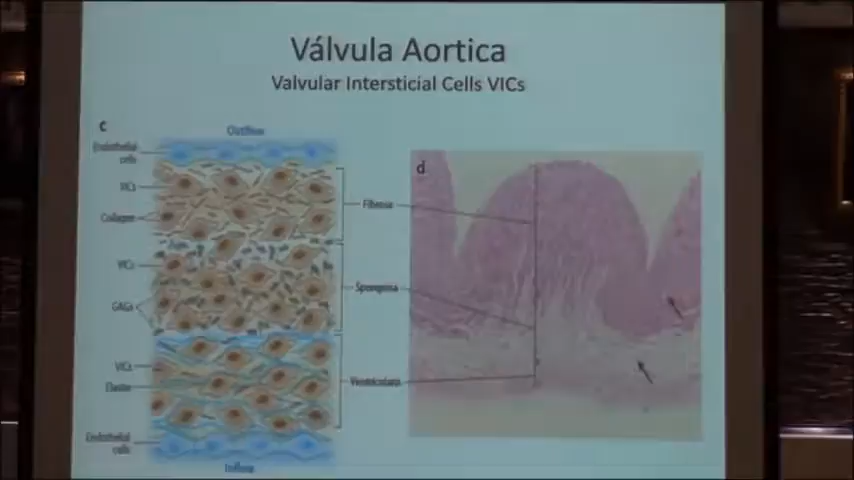 Válvula Aortica
Valvular Intersticial Cells VICs
c
Outflow
Endothelial
cells
VICs
Collagen
VICs
GAGs
VICs
Elastin
Endothelial
cells
Inflow
Fibrosa
Spongiosa
Ventricularis
d